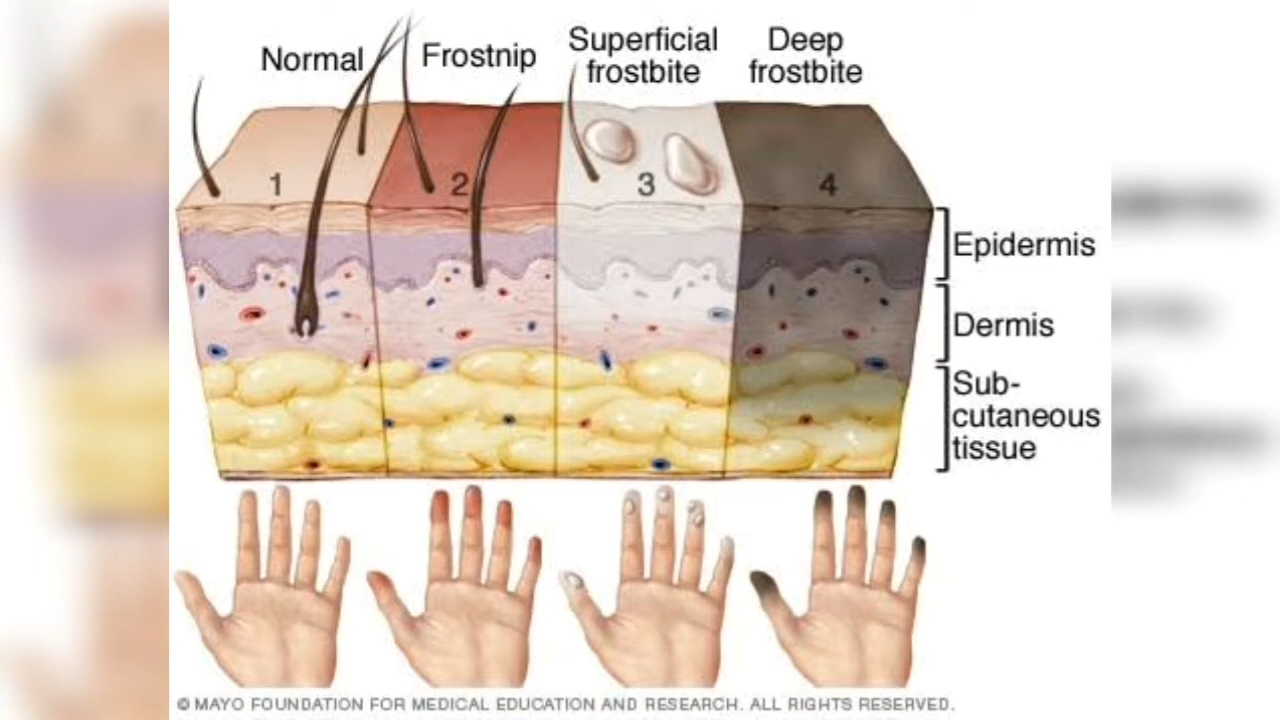 Normal
Frostnip
Superficial
frostbite
Deep
frostbite
1
2
3
4
Epidermis
Dermis
Sub-
cutaneous
tissue
© MAYO FOUNDATION FOR MEDICAL EDUCATION AND RESEARCH. ALL RIGHTS RESERVED.